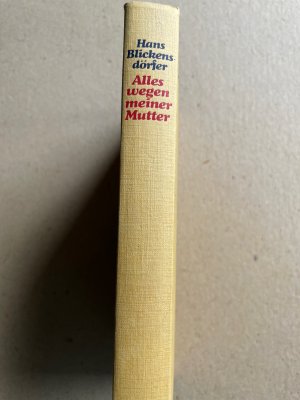 Hans
Blickens
dörfer
Alles
wegen
meiner
Mutter